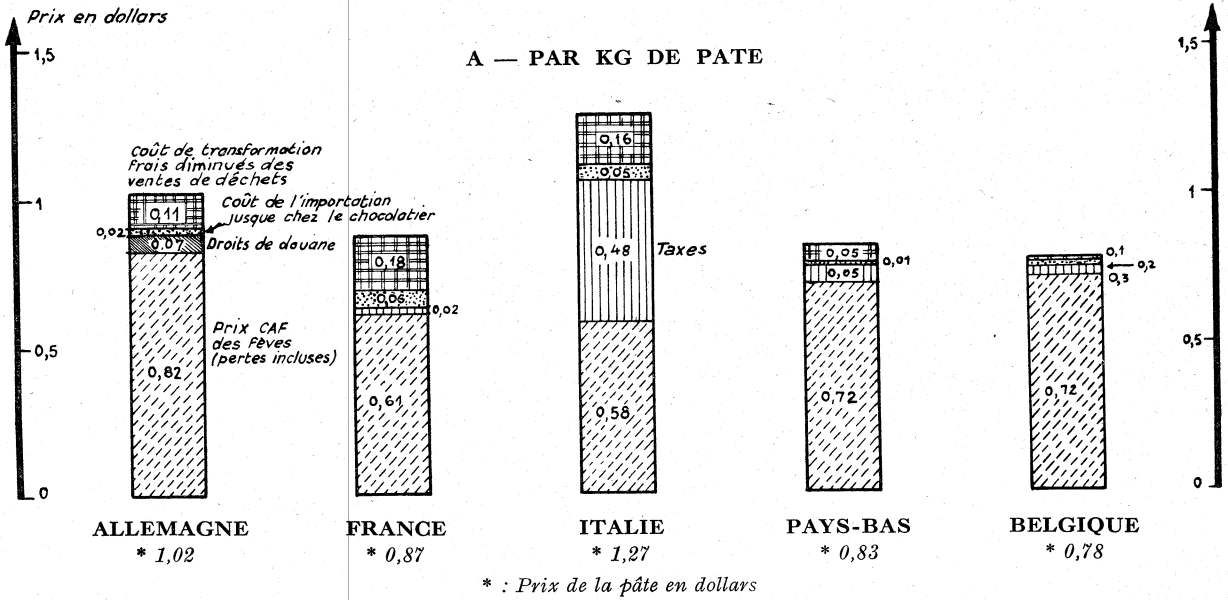 Prix en dollars
A — PAR KG DE PATE
1,5
1
0,5
0
Coût de transformation
Frais diminués des
ventes de déchets
Coût de l'importation
jusque chez le chocolatier
Droits de douane
Prix CAF
des Fèves
(pertes incluses)
0,11
0,02
0.07
0,82
0,18
0,06
0,02
0,61
0,16
0,05
0,48
Taxes
0,58
0,05
0,01
0,05
0,72
0,1
0,2
0,3
0,72
1,5
1
0,5
0
ALLEMAGNE FRANCE ITALIE PAYS-BAS BELGIQUE
* 1,02 * 0,87 * 1,27 * 0,83 * 0,78
* : Prix de la pâte en dollars